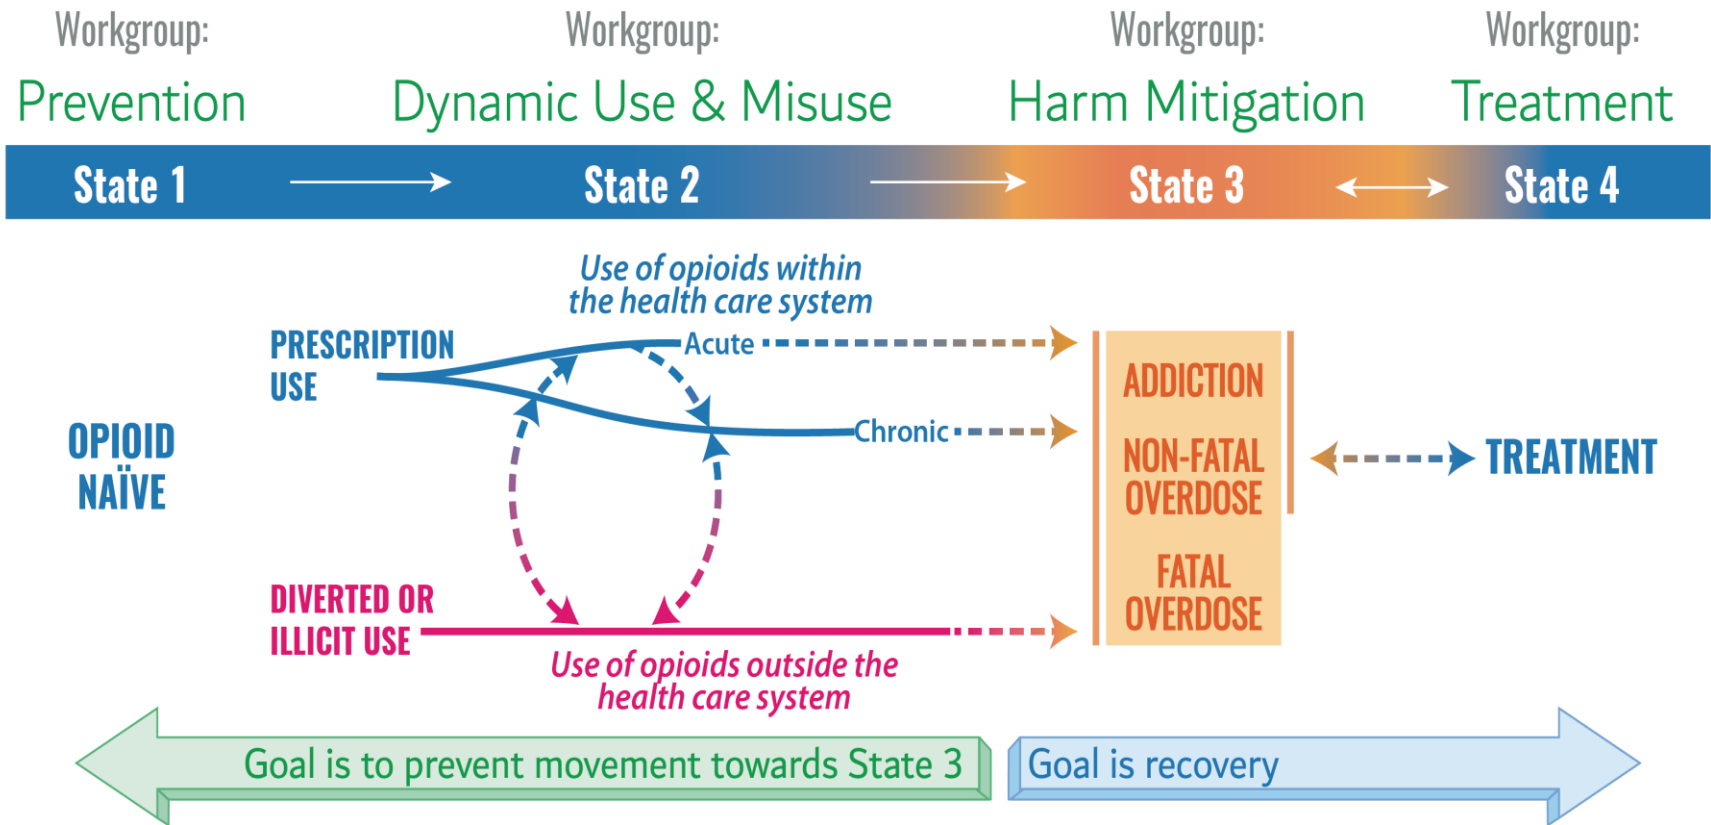 Workgroup:
Prevention
Workgroup:
Dynamic Use & Misuse
Workgroup:
Harm Mitigation
Workgroup:
Treatment
State 1
State 2
State 3
State 4
Use of opioids within
the health care system
PRESCRIPTION
USE
Acute
Chronic
OPIOID
NAÏVE
DIVERTED OR
ILLICIT USE
Use of opioids outside the
health care system
ADDICTION
NON-FATAL
OVERDOSE
FATAL
OVERDOSE
TREATMENT
Goal is to prevent movement towards State 3
Goal is recovery